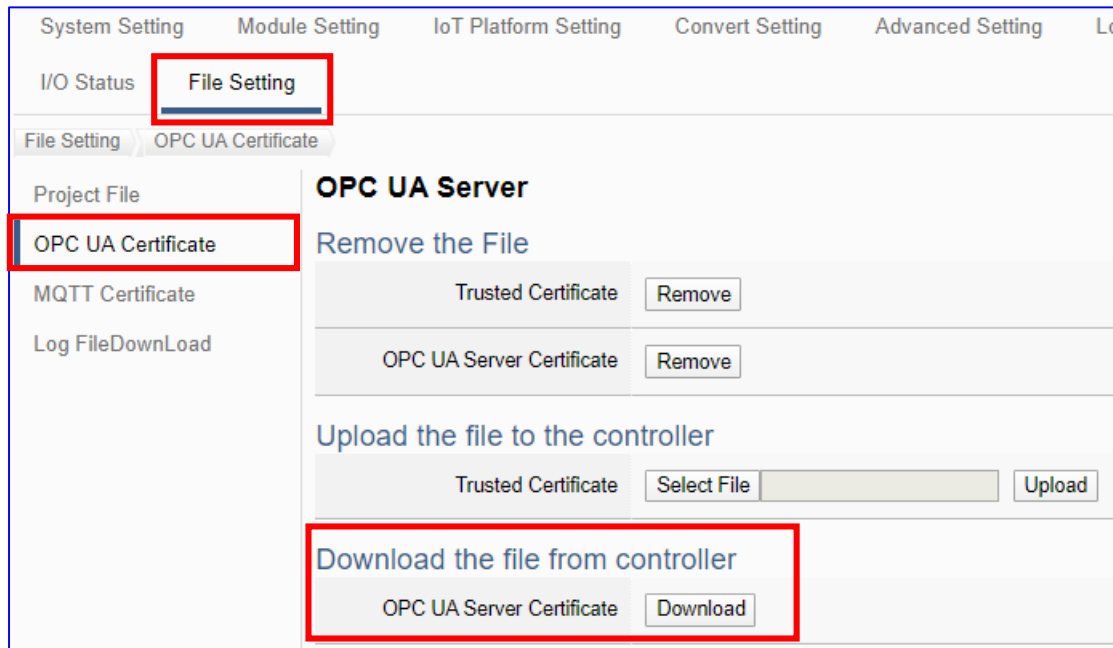 System Setting Module Setting IoT Platform Setting Convert Setting Advanced Setting
I/O Status File Setting
File Setting OPC UA Certificate
Project File
OPC UA Certificate
MQTT Certificate
Log FileDownLoad
OPC UA Server
Remove the File
Trusted Certificate Remove
OPC UA Server Certificate Remove
Upload the file to the controller
Trusted Certificate Select File Upload
Download the file from controller
OPC UA Server Certificate Download